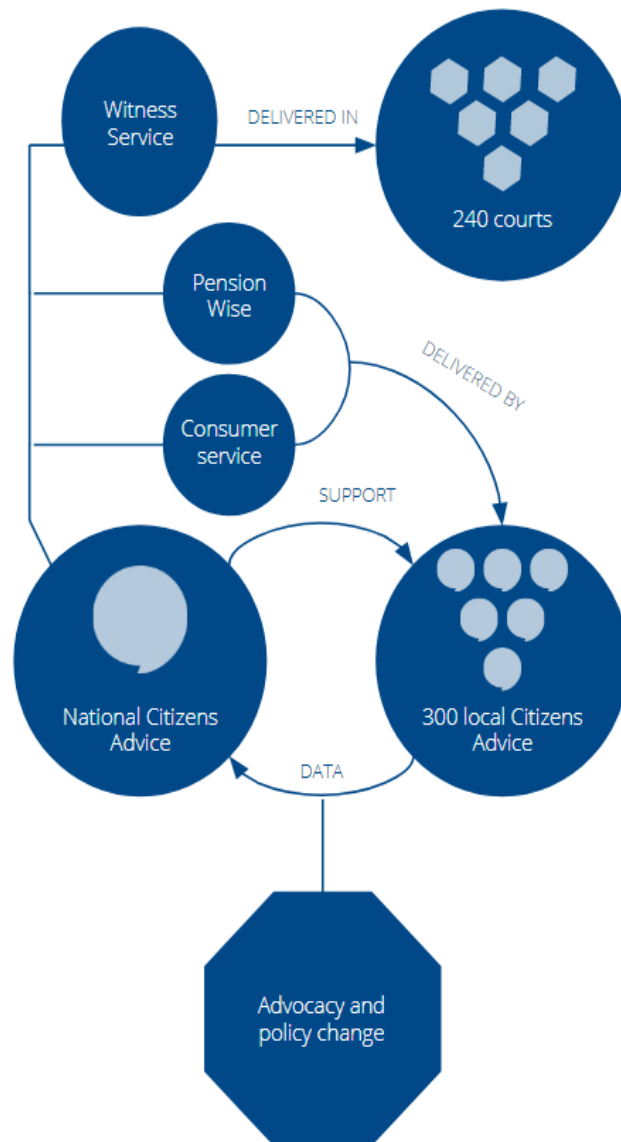 Witness
Service
DELIVERED IN
240 courts
Pension
Wise
DELIVERED BY
Consumer
service
SUPPORT
National Citizens
Advice
300 local Citizens
Advice
DATA
Advocacy and
policy change